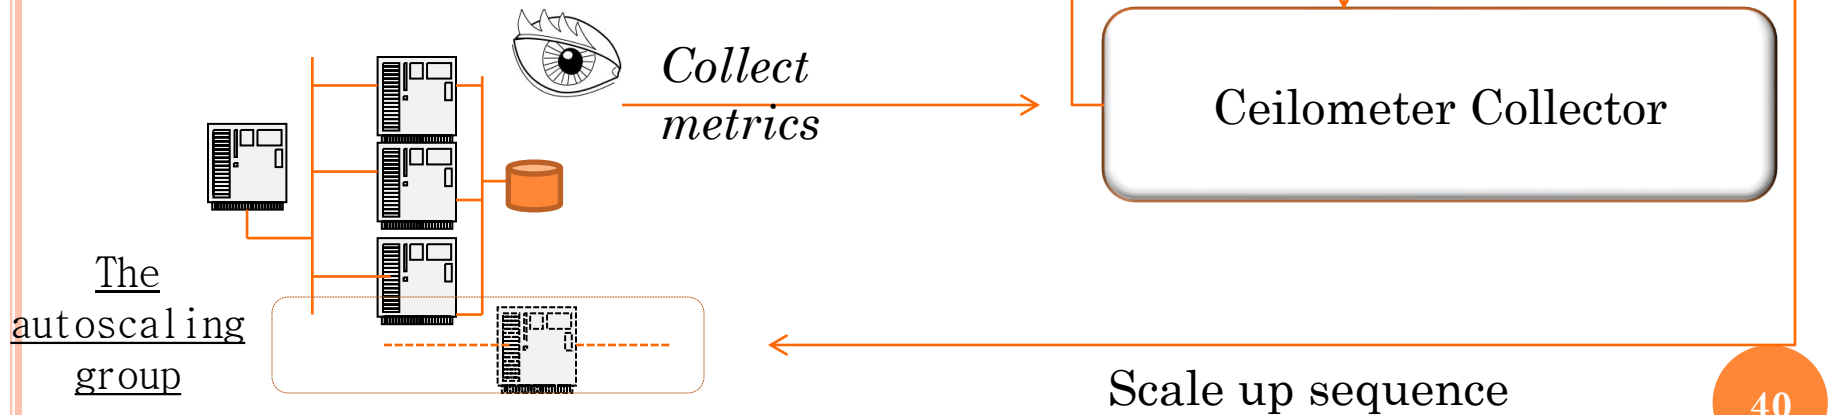 Collect
metrics
Ceilometer Collector
The
autoscaling
group
Scale up sequence
40